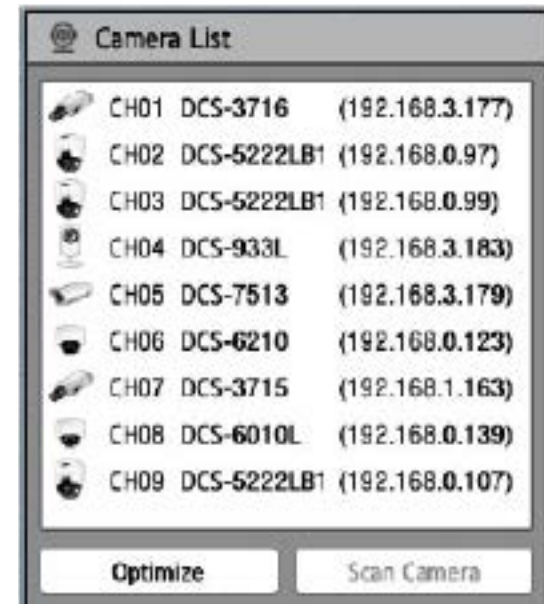 Camera List
CH01 DCS-3716 (192.168.3.177)
CH02 DCS-5222LB1 (192.168.0.97)
CH03 DCS-5222LB1 (192.168.0.99)
CH04 DCS-933L (192.168.3.183)
CH05 DCS-7513 (192.168.3.179)
CH06 DCS-6210 (192.168.0.123)
CH07 DCS-3715 (192.168.1.163)
CH08 DCS-6010L (192.168.0.139)
CH09 DCS-5222LB1 (192.168.0.107)
Optimize Scan Camera